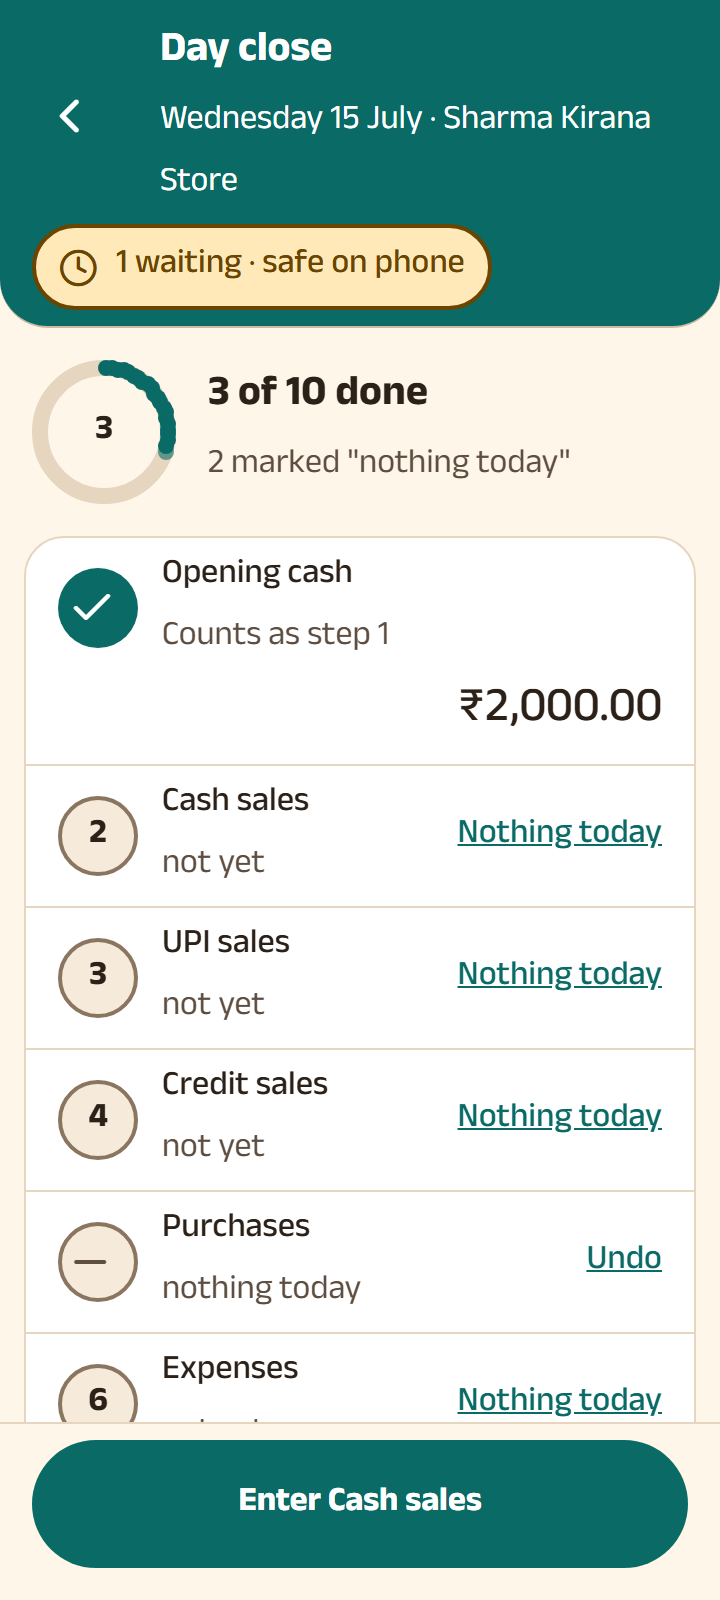 Day close
Wednesday 15 July · Sharma Kirana
Store
1 waiting · safe on phone
3
3 of 10 done
2 marked "nothing today"
Opening cash
Counts as step 1
₹2,000.00
2
Cash sales
not yet
Nothing today
3
UPI sales
not yet
Nothing today
4
Credit sales
not yet
Nothing today
Purchases
nothing today
Undo
6
Expenses
Nothing today
Enter Cash sales